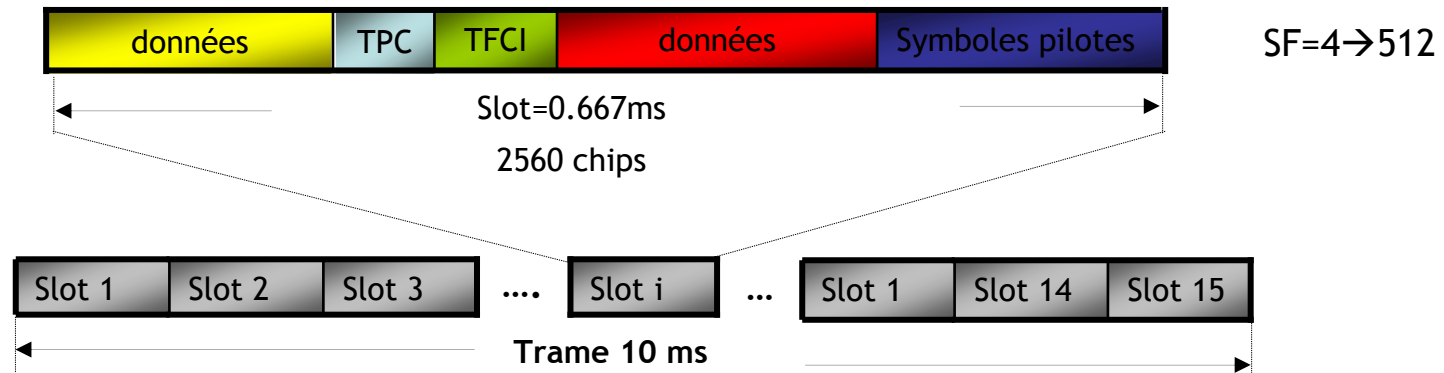 données TPC TFCI données Symboles pilotes SF=4→512
Slot=0.667ms
2560 chips
Slot 1 Slot 2 Slot 3 .... Slot i ... Slot 1 Slot 14 Slot 15
Trame 10 ms